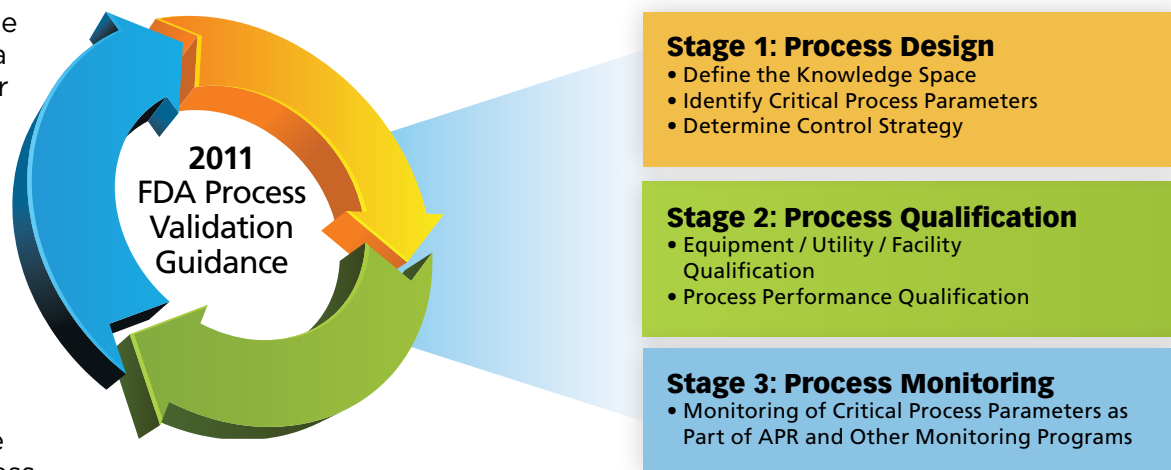 e
a
r
2011
FDA Process
Validation
Guidance
Stage 1: Process Design
• Define the Knowledge Space
• Identify Critical Process Parameters
• Determine Control Strategy
Stage 2: Process Qualification
• Equipment / Utility / Facility
Qualification
• Process Performance Qualification
Stage 3: Process Monitoring
• Monitoring of Critical Process Parameters as
Part of APR and Other Monitoring Programs
e